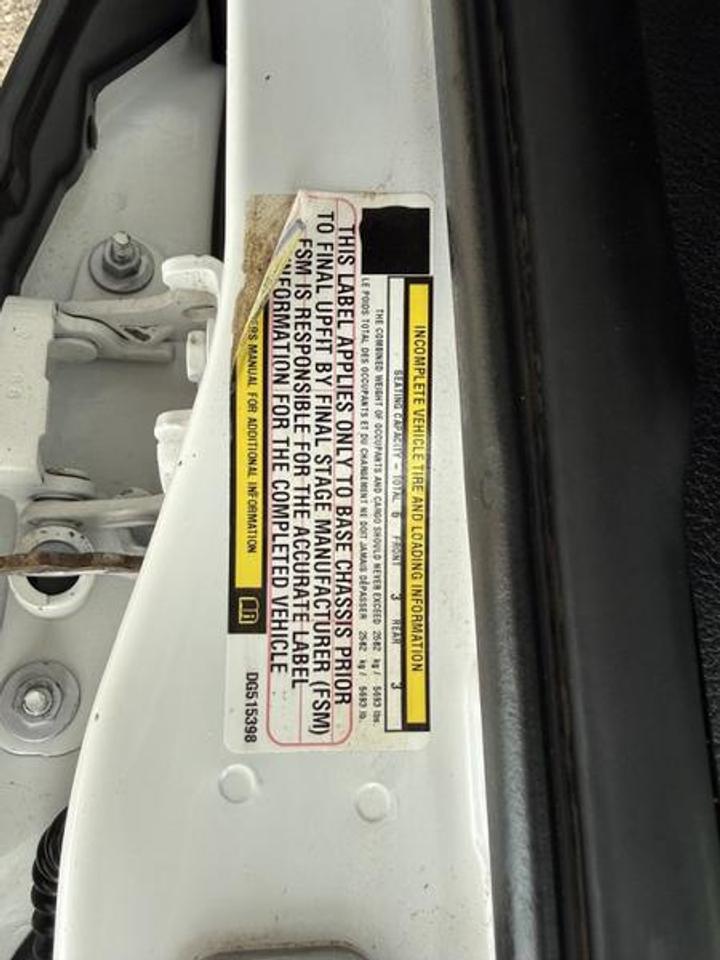 INCOMPLETE VEHICLE TIRE AND LOADING INFORMATION
SEATING CAPACITY – TOTAL 6 FRONT 3 REAR 3
THE COMBINED WEIGHT OF OCCUPANTS AND CARGO SHOULD NEVER EXCEED 2582 kg / 5693 lbs.
LE POIDS TOTAL DES OCCUPANTS ET DU CHARGEMENT NE DOIT JAMAIS DÉPASSER 2582 kg / 5693 lb.
THIS LABEL APPLIES ONLY TO BASE CHASSIS PRIOR
TO FINAL UPFIT BY FINAL STAGE MANUFACTURER (FSM)
FSM IS RESPONSIBLE FOR THE ACCURATE LABEL
INFORMATION FOR THE COMPLETED VEHICLE
MANUAL FOR ADDITIONAL INFORMATION
DG515398